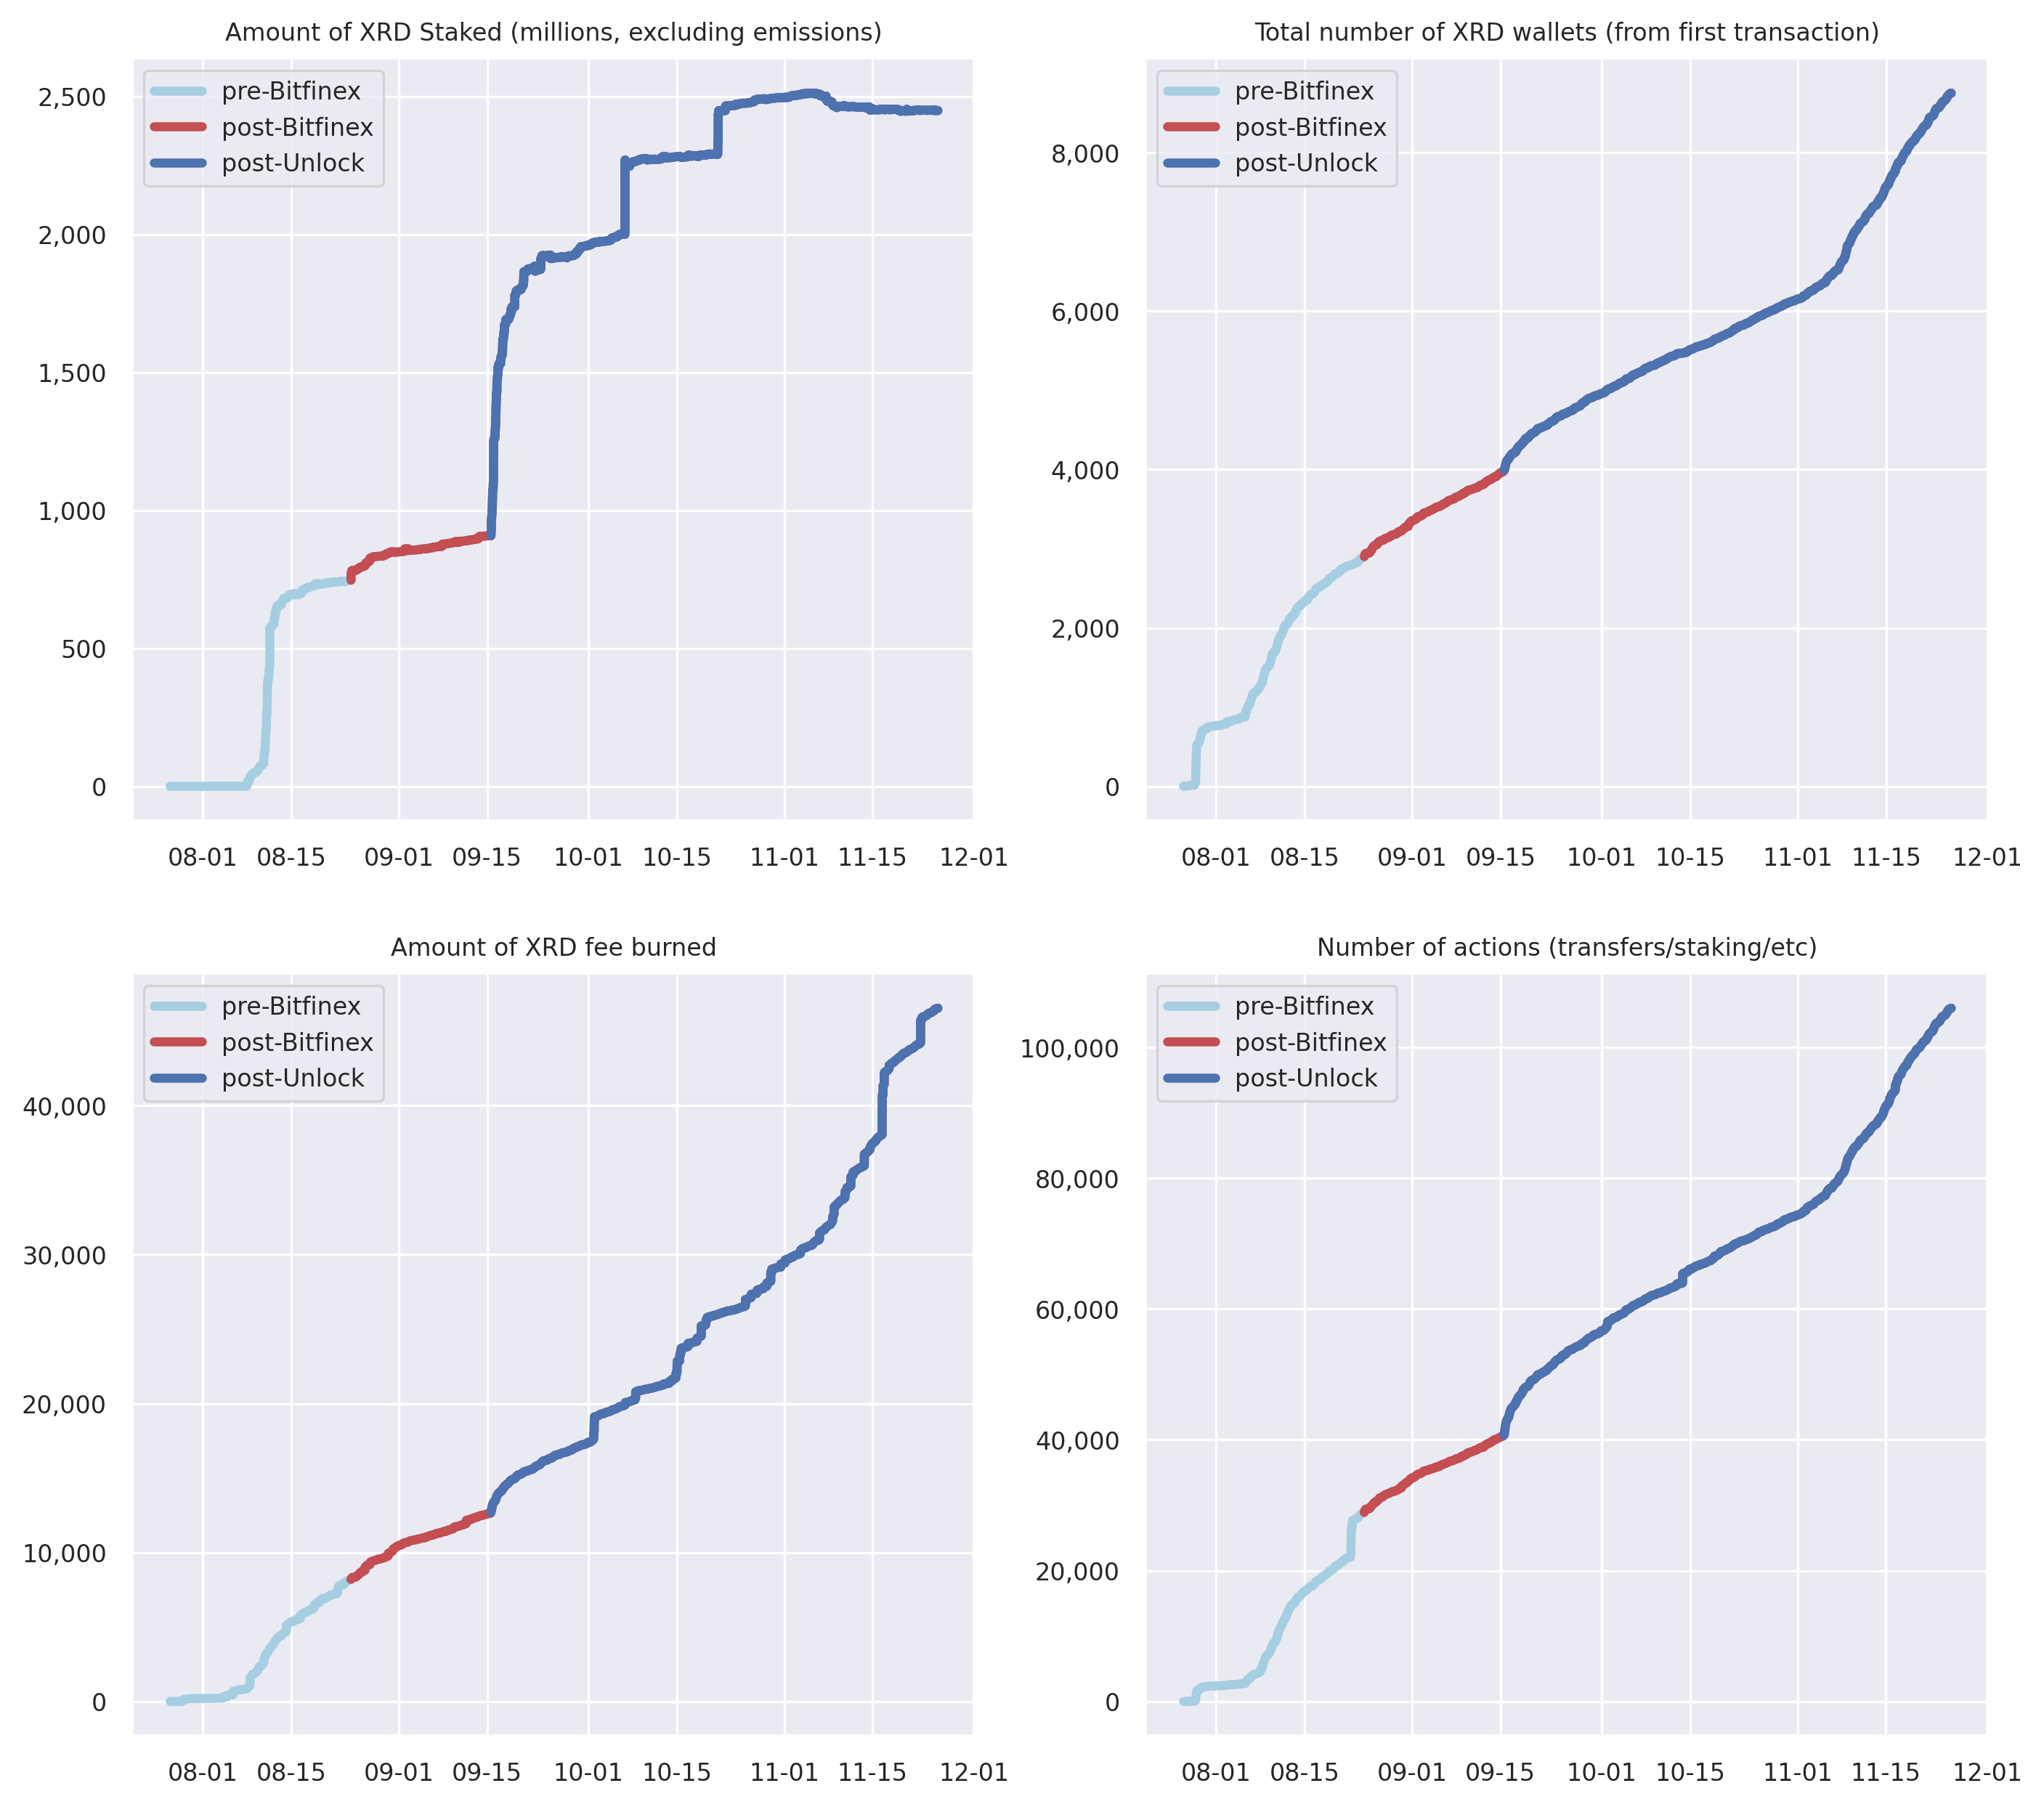 Amount of XRD Staked (millions, excluding emissions)
pre-Bitfinex
post-Bitfinex
post-Unlock
2,500
2,000
1,500
1,000
500
0
08-01 08-15 09-01 09-15 10-01 10-15 11-01 11-15 12-01
Total number of XRD wallets (from first transaction)
pre-Bitfinex
post-Bitfinex
post-Unlock
8,000
6,000
4,000
2,000
0
08-01 08-15 09-01 09-15 10-01 10-15 11-01 11-15 12-01
Amount of XRD fee burned
pre-Bitfinex
post-Bitfinex
post-Unlock
40,000
30,000
20,000
10,000
0
08-01 08-15 09-01 09-15 10-01 10-15 11-01 11-15 12-01
Number of actions (transfers/staking/etc)
pre-Bitfinex
post-Bitfinex
post-Unlock
100,000
80,000
60,000
40,000
20,000
0
08-01 08-15 09-01 09-15 10-01 10-15 11-01 11-15 12-01